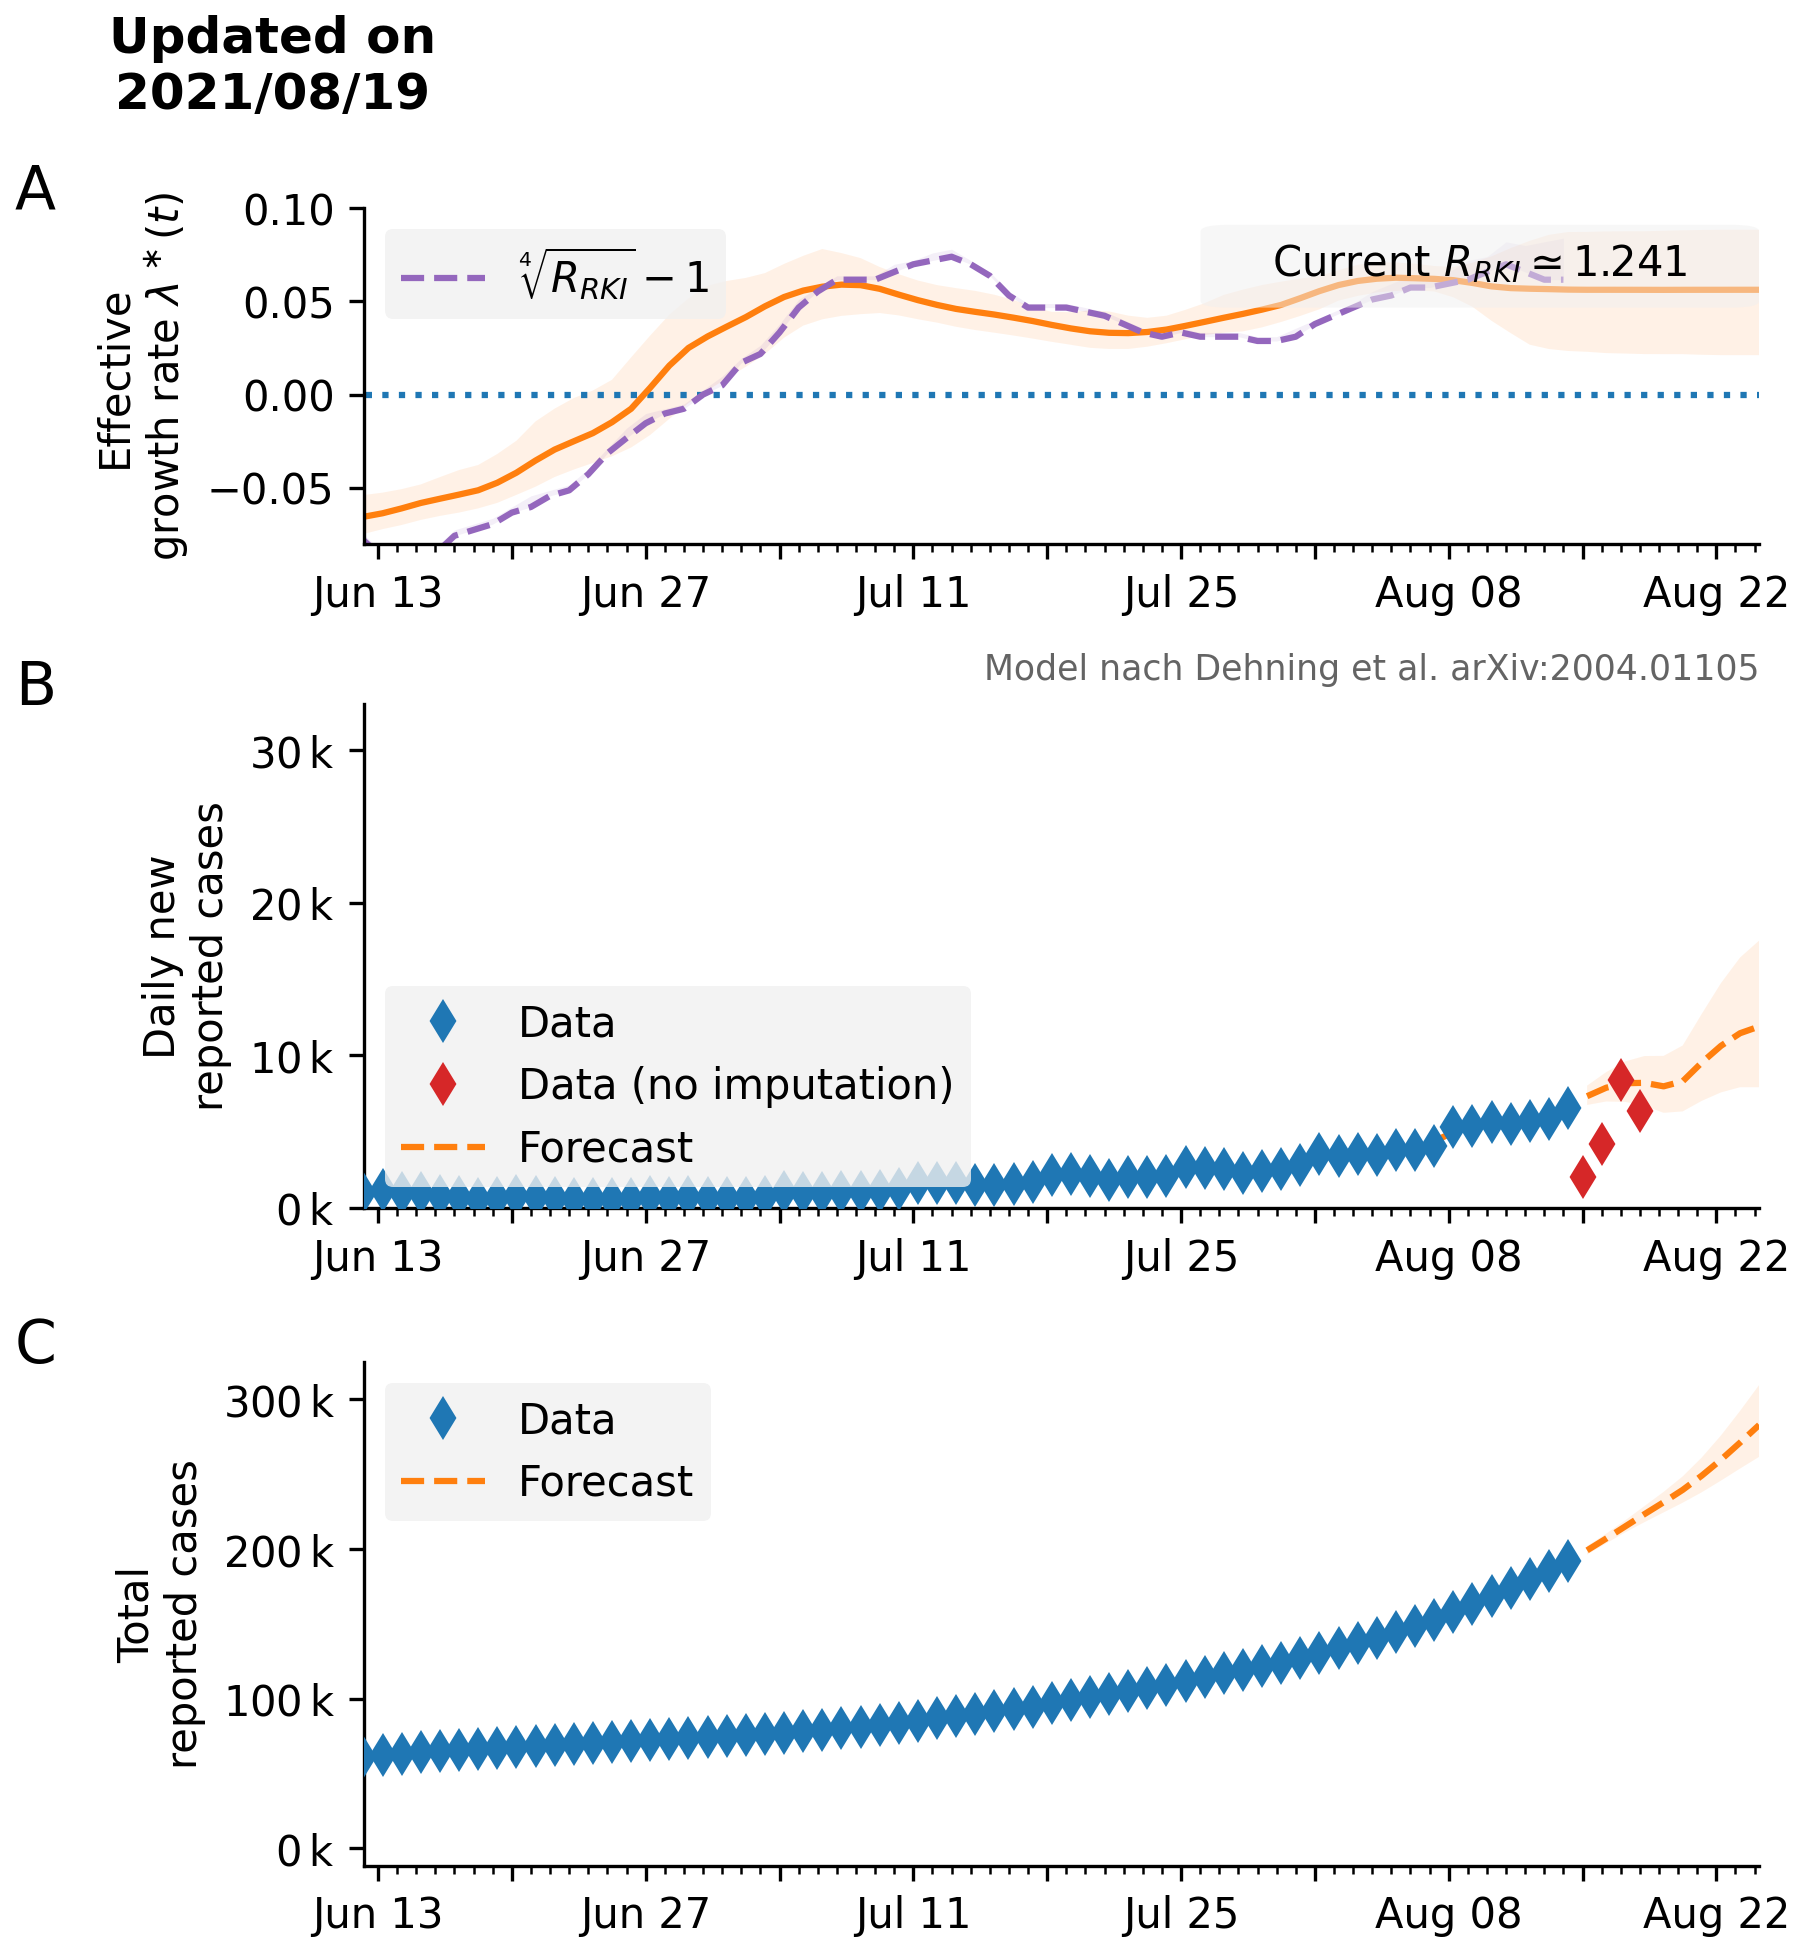 Updated on
2021/08/19
A
Effective
growth rate λ * (t)
0.10
0.05
0.00
−0.05
∜R_RKI − 1
Current R_RKI ≃ 1.241
Jun 13 Jun 27 Jul 11 Jul 25 Aug 08 Aug 22
Model nach Dehning et al. arXiv:2004.01105
B
Daily new
reported cases
30 k
20 k
10 k
0 k
Data
Data (no imputation)
Forecast
Jun 13 Jun 27 Jul 11 Jul 25 Aug 08 Aug 22
C
Total
reported cases
300 k
200 k
100 k
0 k
Data
Forecast
Jun 13 Jun 27 Jul 11 Jul 25 Aug 08 Aug 22